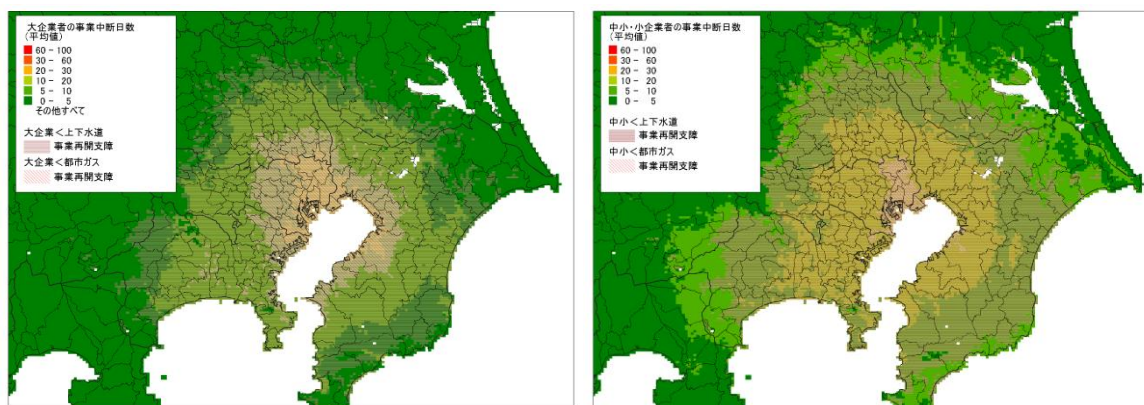 大企業者の事業中断日数
(平均値)
60 - 100
30 - 60
20 - 30
10 - 20
5 - 10
0 - 5
その他すべて
大企業<上下水道
事業再開支障
大企業<都市ガス
事業再開支障
中小・小企業者の事業中断日数
(平均値)
60 - 100
30 - 60
20 - 30
10 - 20
5 - 10
0 - 5
中小<上下水道
事業再開支障
中小<都市ガス
事業再開支障